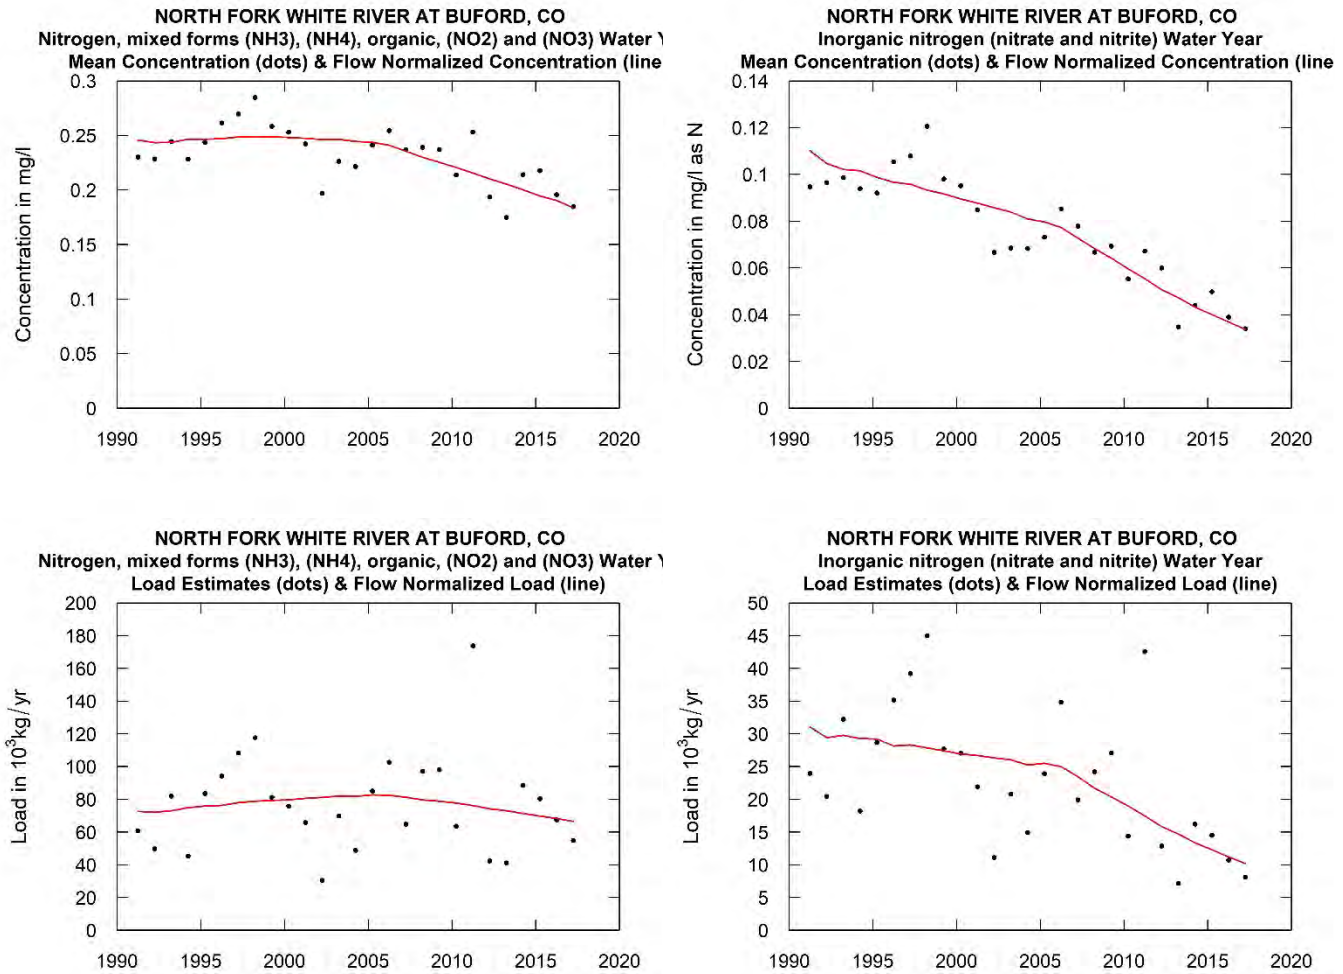 NORTH FORK WHITE RIVER AT BUFORD, CO
Nitrogen, mixed forms (NH3), (NH4), organic, (NO2) and (NO3) Water Y
Mean Concentration (dots) & Flow Normalized Concentration (line
0.3
0.25
0.2
0.15
0.1
0.05
0
Concentration in mg/l
1990 1995 2000 2005 2010 2015 2020
NORTH FORK WHITE RIVER AT BUFORD, CO
Inorganic nitrogen (nitrate and nitrite) Water Year
Mean Concentration (dots) & Flow Normalized Concentration (line
0.14
0.12
0.1
0.08
0.06
0.04
0.02
0
Concentration in mg/l as N
1990 1995 2000 2005 2010 2015 2020
NORTH FORK WHITE RIVER AT BUFORD, CO
Nitrogen, mixed forms (NH3), (NH4), organic, (NO2) and (NO3) Water Y
Load Estimates (dots) & Flow Normalized Load (line)
200
180
160
140
120
100
80
60
40
20
0
Load in 10³kg/yr
1990 1995 2000 2005 2010 2015 2020
NORTH FORK WHITE RIVER AT BUFORD, CO
Inorganic nitrogen (nitrate and nitrite) Water Year
Load Estimates (dots) & Flow Normalized Load (line)
50
45
40
35
30
25
20
15
10
5
0
Load in 10³kg/yr
1990 1995 2000 2005 2010 2015 2020